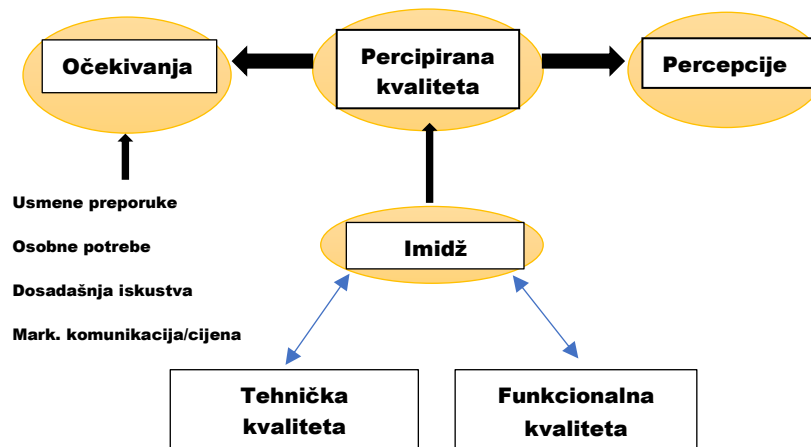 Očekivanja
Percipirana
kvaliteta
Percepcije
Usmene preporuke
Osobne potrebe
Dosadašnja iskustva
Mark. komunikacija/cijena
Imidž
Tehnička
kvaliteta
Funkcionalna
kvaliteta